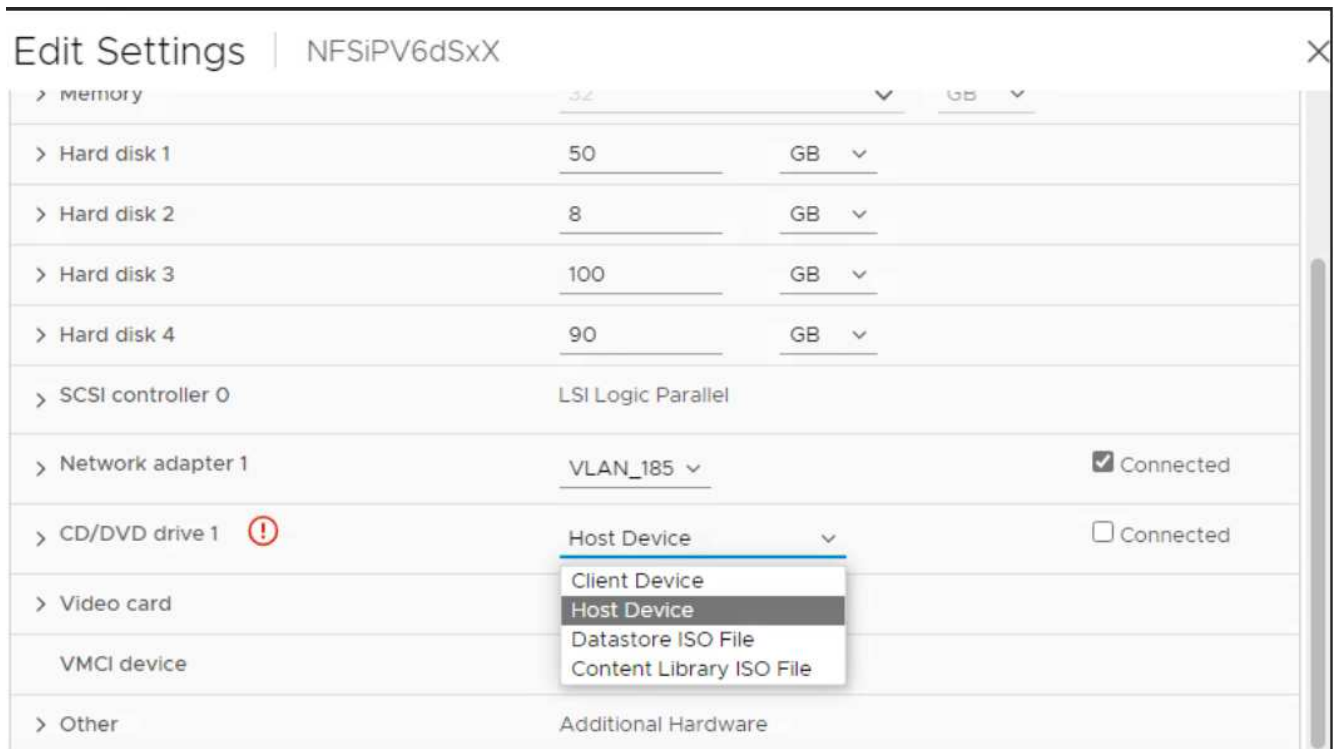 Edit Settings | NFSiPV6dSxX
Memory 32 GB
Hard disk 1 50 GB
Hard disk 2 8 GB
Hard disk 3 100 GB
Hard disk 4 90 GB
SCSI controller 0 LSI Logic Parallel
Network adapter 1 VLAN_185 Connected
CD/DVD drive 1 Host Device Connected
Client Device
Video card Host Device
Datastore ISO File
VMCI device Content Library ISO File
Other Additional Hardware